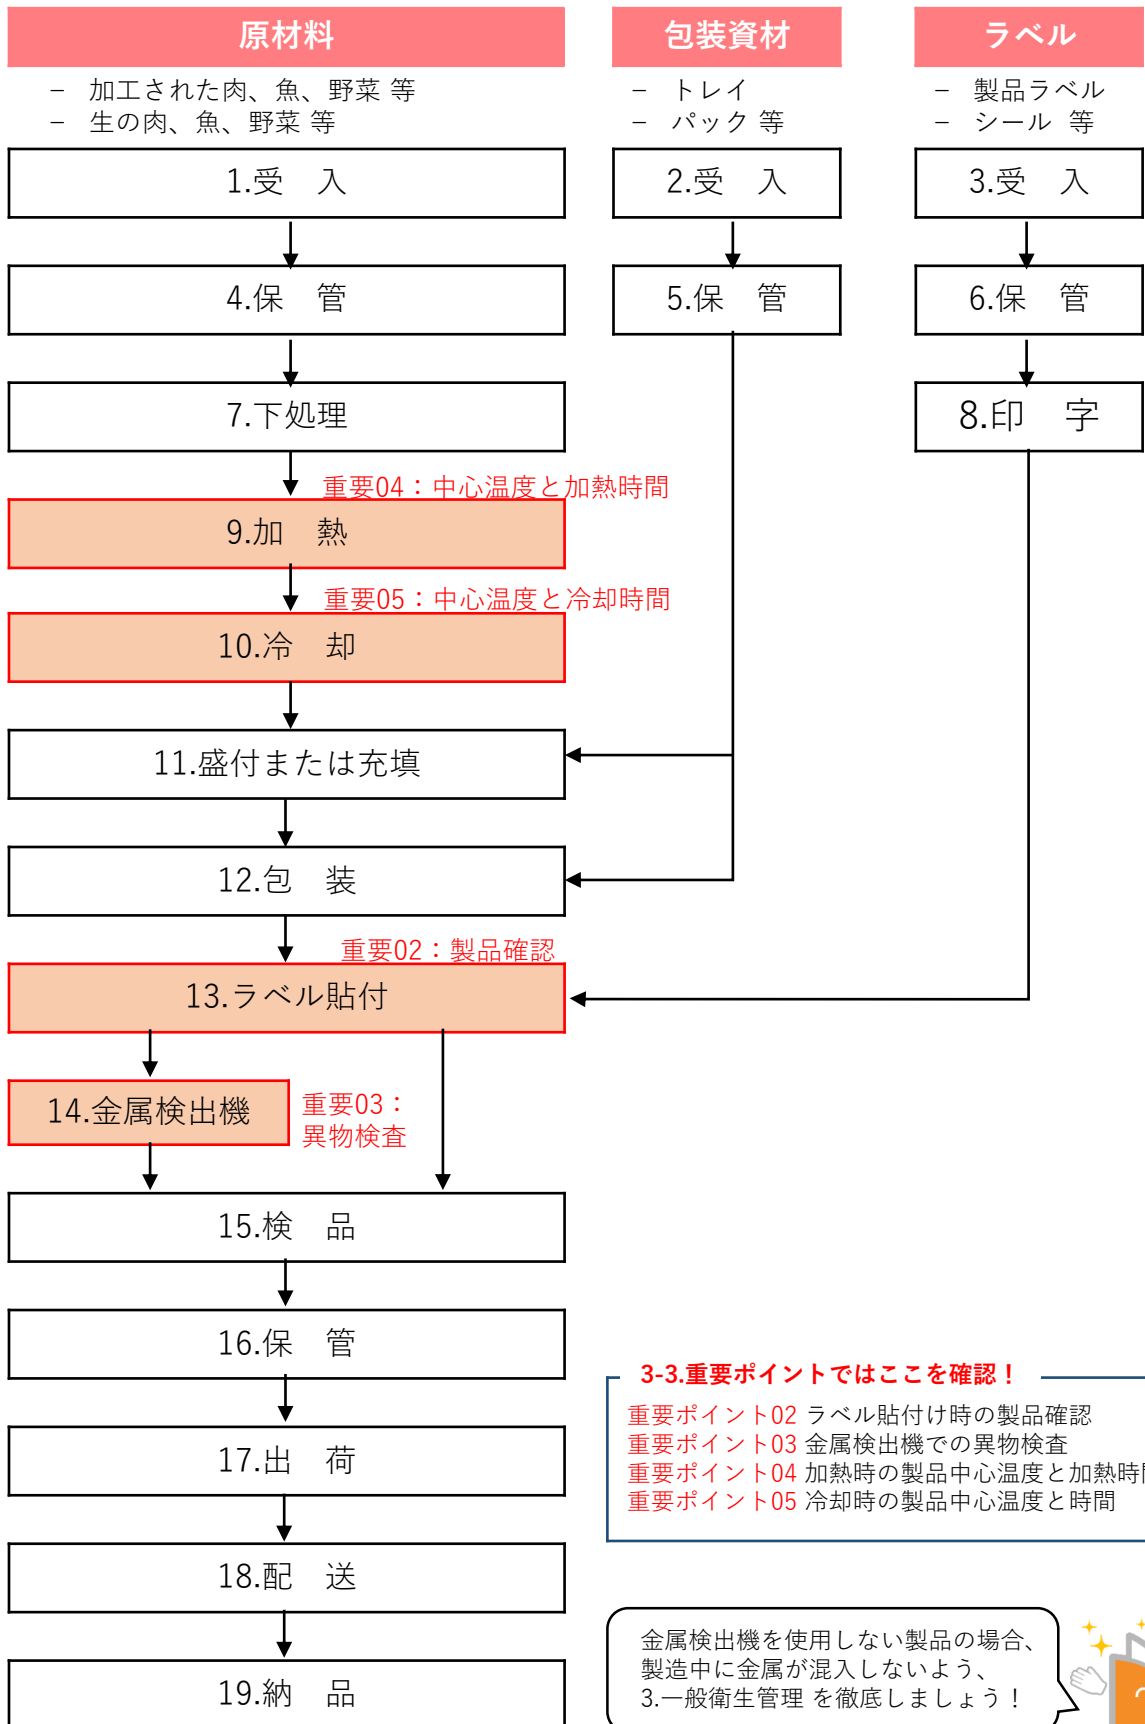 原材料
包装資材
ラベル
－ 加工された肉、魚、野菜 等
－ 生の肉、魚、野菜 等
－ トレイ
－ パック 等
－ 製品ラベル
－ シール 等
1.受　入
2.受　入
3.受　入
4.保　管
5.保　管
6.保　管
7.下処理
8.印　字
重要04：中心温度と加熱時間
9.加　熱
重要05：中心温度と冷却時間
10.冷　却
11.盛付または充填
12.包　装
重要02：製品確認
13.ラベル貼付
14.金属検出機
重要03：
異物検査
15.検　品
16.保　管
17.出　荷
18.配　送
19.納　品
3-3.重要ポイントではここを確認！
重要ポイント02 ラベル貼付け時の製品確認
重要ポイント03 金属検出機での異物検査
重要ポイント04 加熱時の製品中心温度と加熱時
重要ポイント05 冷却時の製品中心温度と時間
金属検出機を使用しない製品の場合、
製造中に金属が混入しないよう、
3.一般衛生管理 を徹底しましょう！